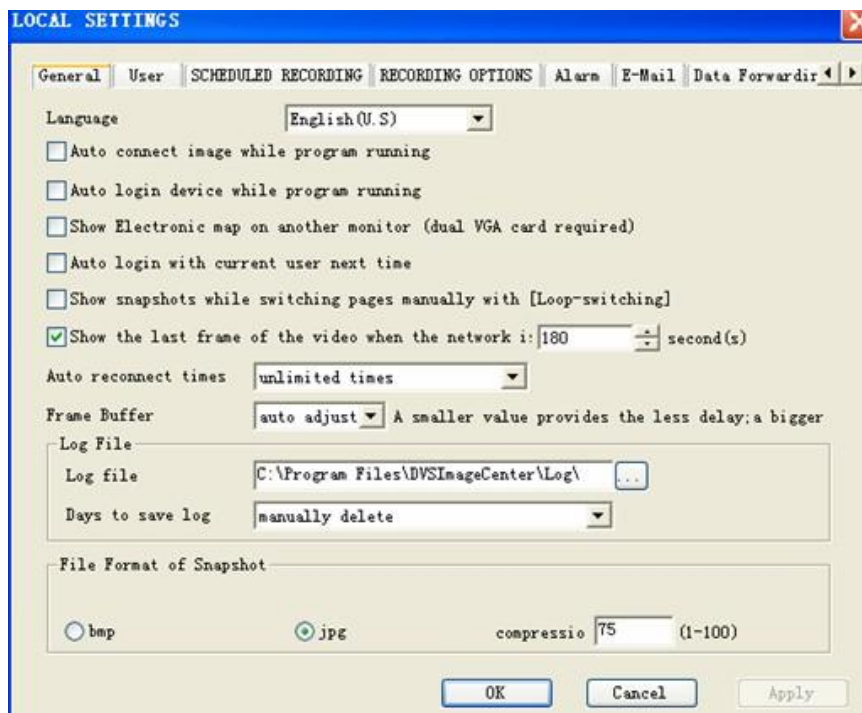 LOCAL SETTINGS
General User SCHEDULED RECORDING RECORDING OPTIONS Alarm E-Mail Data Forwardir
Language English(U.S)
Auto connect image while program running
Auto login device while program running
Show Electronic map on another monitor (dual VGA card required)
Auto login with current user next time
Show snapshots while switching pages manually with [Loop-switching]
Show the last frame of the video when the network i: 180 second(s)
Auto reconnect times unlimited times
Frame Buffer auto adjust A smaller value provides the less delay;a bigger
Log File
Log file C:\Program Files\DVSImageCenter\Log\ ...
Days to save log manually delete
File Format of Snapshot
bmp jpg compressio 75 (1-100)
OK Cancel Apply